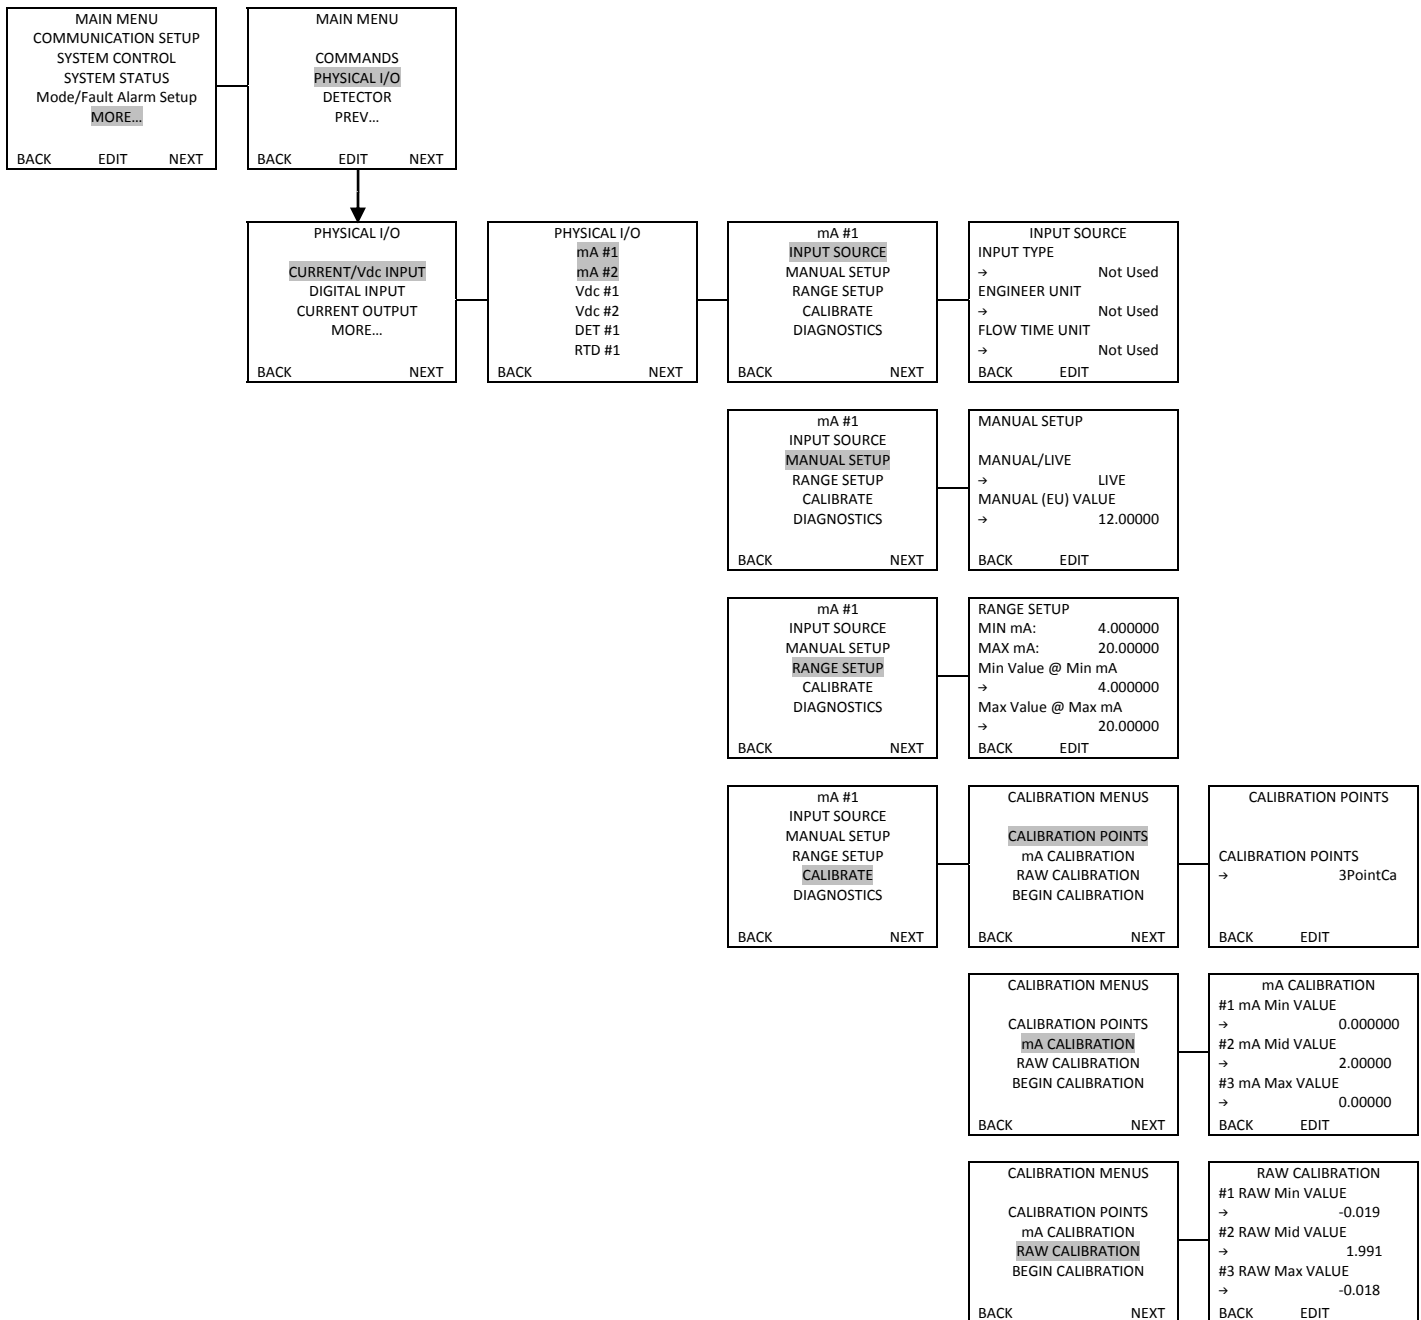 MAIN MENU
COMMUNICATION SETUP
SYSTEM CONTROL
SYSTEM STATUS
Mode/Fault Alarm Setup
MORE...
BACK EDIT NEXT
MAIN MENU
COMMANDS
PHYSICAL I/O
DETECTOR
PREV...
BACK EDIT NEXT
PHYSICAL I/O
CURRENT/Vdc INPUT
DIGITAL INPUT
CURRENT OUTPUT
MORE...
BACK NEXT
PHYSICAL I/O
mA #1
mA #2
Vdc #1
Vdc #2
DET #1
RTD #1
BACK NEXT
mA #1
INPUT SOURCE
MANUAL SETUP
RANGE SETUP
CALIBRATE
DIAGNOSTICS
BACK NEXT
INPUT SOURCE
INPUT TYPE
→ Not Used
ENGINEER UNIT
→ Not Used
FLOW TIME UNIT
→ Not Used
BACK EDIT
mA #1
INPUT SOURCE
MANUAL SETUP
RANGE SETUP
CALIBRATE
DIAGNOSTICS
BACK NEXT
MANUAL SETUP
MANUAL/LIVE
→ LIVE
MANUAL (EU) VALUE
→ 12.00000
BACK EDIT
mA #1
INPUT SOURCE
MANUAL SETUP
RANGE SETUP
CALIBRATE
DIAGNOSTICS
BACK NEXT
RANGE SETUP
MIN mA: 4.000000
MAX mA: 20.00000
Min Value @ Min mA
→ 4.000000
Max Value @ Max mA
→ 20.00000
BACK EDIT
mA #1
INPUT SOURCE
MANUAL SETUP
RANGE SETUP
CALIBRATE
DIAGNOSTICS
BACK NEXT
CALIBRATION MENUS
CALIBRATION POINTS
mA CALIBRATION
RAW CALIBRATION
BEGIN CALIBRATION
BACK NEXT
CALIBRATION POINTS
CALIBRATION POINTS
→ 3PointCa
BACK EDIT
CALIBRATION MENUS
CALIBRATION POINTS
mA CALIBRATION
RAW CALIBRATION
BEGIN CALIBRATION
BACK NEXT
mA CALIBRATION
#1 mA Min VALUE
→ 0.000000
#2 mA Mid VALUE
→ 2.00000
#3 mA Max VALUE
→ 0.00000
BACK EDIT
CALIBRATION MENUS
CALIBRATION POINTS
mA CALIBRATION
RAW CALIBRATION
BEGIN CALIBRATION
BACK NEXT
RAW CALIBRATION
#1 RAW Min VALUE
→ -0.019
#2 RAW Mid VALUE
→ 1.991
#3 RAW Max VALUE
→ -0.018
BACK EDIT